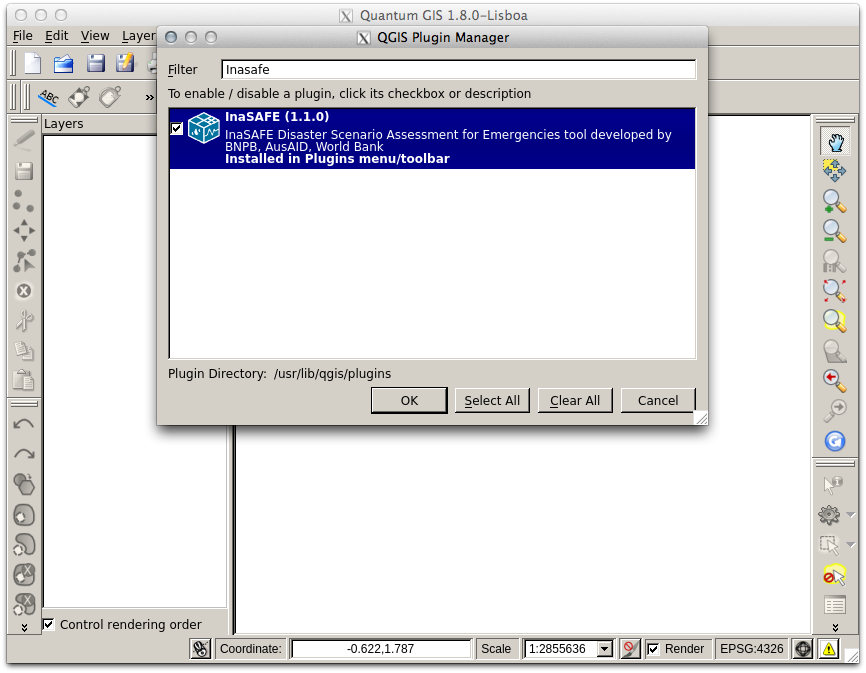 Quantum GIS 1.8.0-Lisboa
File Edit View Layer
QGIS Plugin Manager
Filter
Inasafe
To enable / disable a plugin, click its checkbox or description
InaSAFE (1.1.0)
InaSAFE Disaster Scenario Assessment for Emergencies tool developed by
BNPB, AusAID, World Bank
Installed in Plugins menu/toolbar
Plugin Directory: /usr/lib/qgis/plugins
OK
Select All
Clear All
Cancel
ABC
»
Layers
Control rendering order
Coordinate:
-0.622,1.787
Scale
1:2855636
Render
EPSG:4326